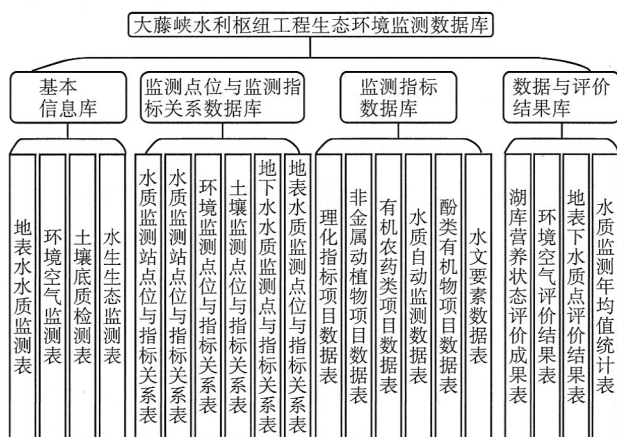 大藤峡水利枢纽工程生态环境监测数据库
基本
信息库
监测点位与监测指
标关系数据库
监测指标
数据库
数据与评价
结果库
地表水水质监测表
环境空气监测表
土壤底质检测表
水生生态监测表
水质监测站点位与指标关系表
水质监测站点位与指标关系表
环境监测点位与指标关系表
土壤监测点位与指标关系表
地下水水质监测点与指标关系表
地表水质监测点位与指标关系表
理化指标项目数据表
非金属动植物项目数据表
有机农药类项目数据表
水质自动监测数据表
酚类有机物项目数据表
水文要素数据表
湖库营养状态评价成果表
环境空气评价结果表
地表下水质点评价结果表
水质监测年均值统计表